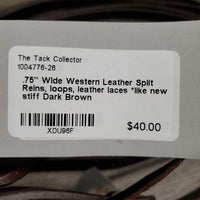 The Tack Collector
1004776-26
.75" Wide Western Leather Split
Reins, loops, leather laces *like new
stiff Dark Brown
XDU96F
$40.00